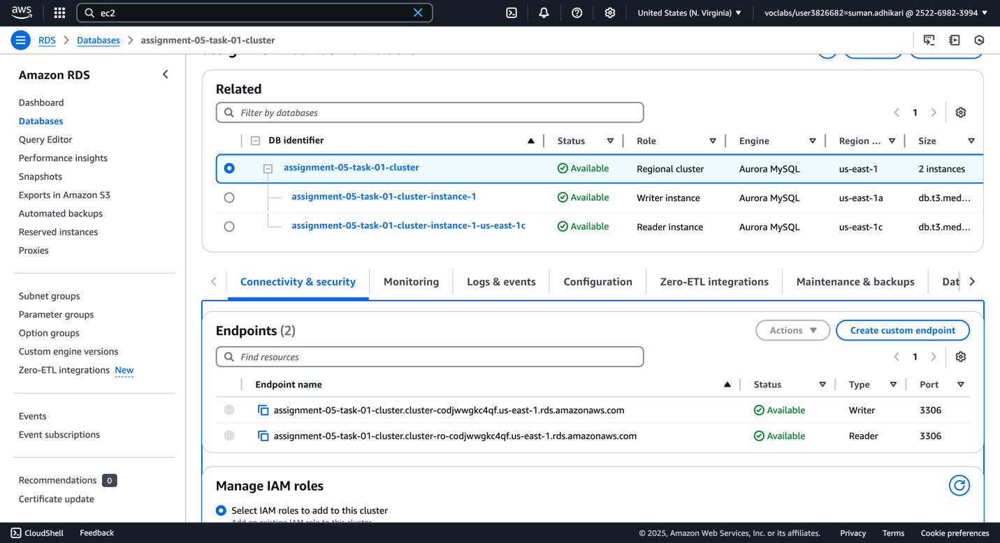 aws
ec2
United States (N. Virginia) ▼
voclabs/user3826682=suman.adhikari @ 2522-6982-3994 ▼
RDS > Databases > assignment-05-task-01-cluster
Amazon RDS
Dashboard
Databases
Query Editor
Performance insights
Snapshots
Exports in Amazon S3
Automated backups
Reserved instances
Proxies
Subnet groups
Parameter groups
Option groups
Custom engine versions
Zero-ETL integrations New
Events
Event subscriptions
Recommendations 0
Certificate update
Related
Filter by databases
1
DB identifier Status Role Engine Region ... Size
assignment-05-task-01-cluster Available Regional cluster Aurora MySQL us-east-1 2 instances
assignment-05-task-01-cluster-instance-1 Available Writer instance Aurora MySQL us-east-1a db.t3.med...
assignment-05-task-01-cluster-instance-1-us-east-1c Available Reader instance Aurora MySQL us-east-1c db.t3.med...
Connectivity & security Monitoring Logs & events Configuration Zero-ETL integrations Maintenance & backups Dat
Endpoints (2)
Actions ▼ Create custom endpoint
Find resources
1
Endpoint name Status Type Port
assignment-05-task-01-cluster.cluster-codjwwgkc4qf.us-east-1.rds.amazonaws.com Available Writer 3306
assignment-05-task-01-cluster.cluster-ro-codjwwgkc4qf.us-east-1.rds.amazonaws.com Available Reader 3306
Manage IAM roles
Select IAM roles to add to this cluster
Add an existing IAM role to this cluster
CloudShell Feedback © 2025, Amazon Web Services, Inc. or its affiliates. Privacy Terms Cookie preferences